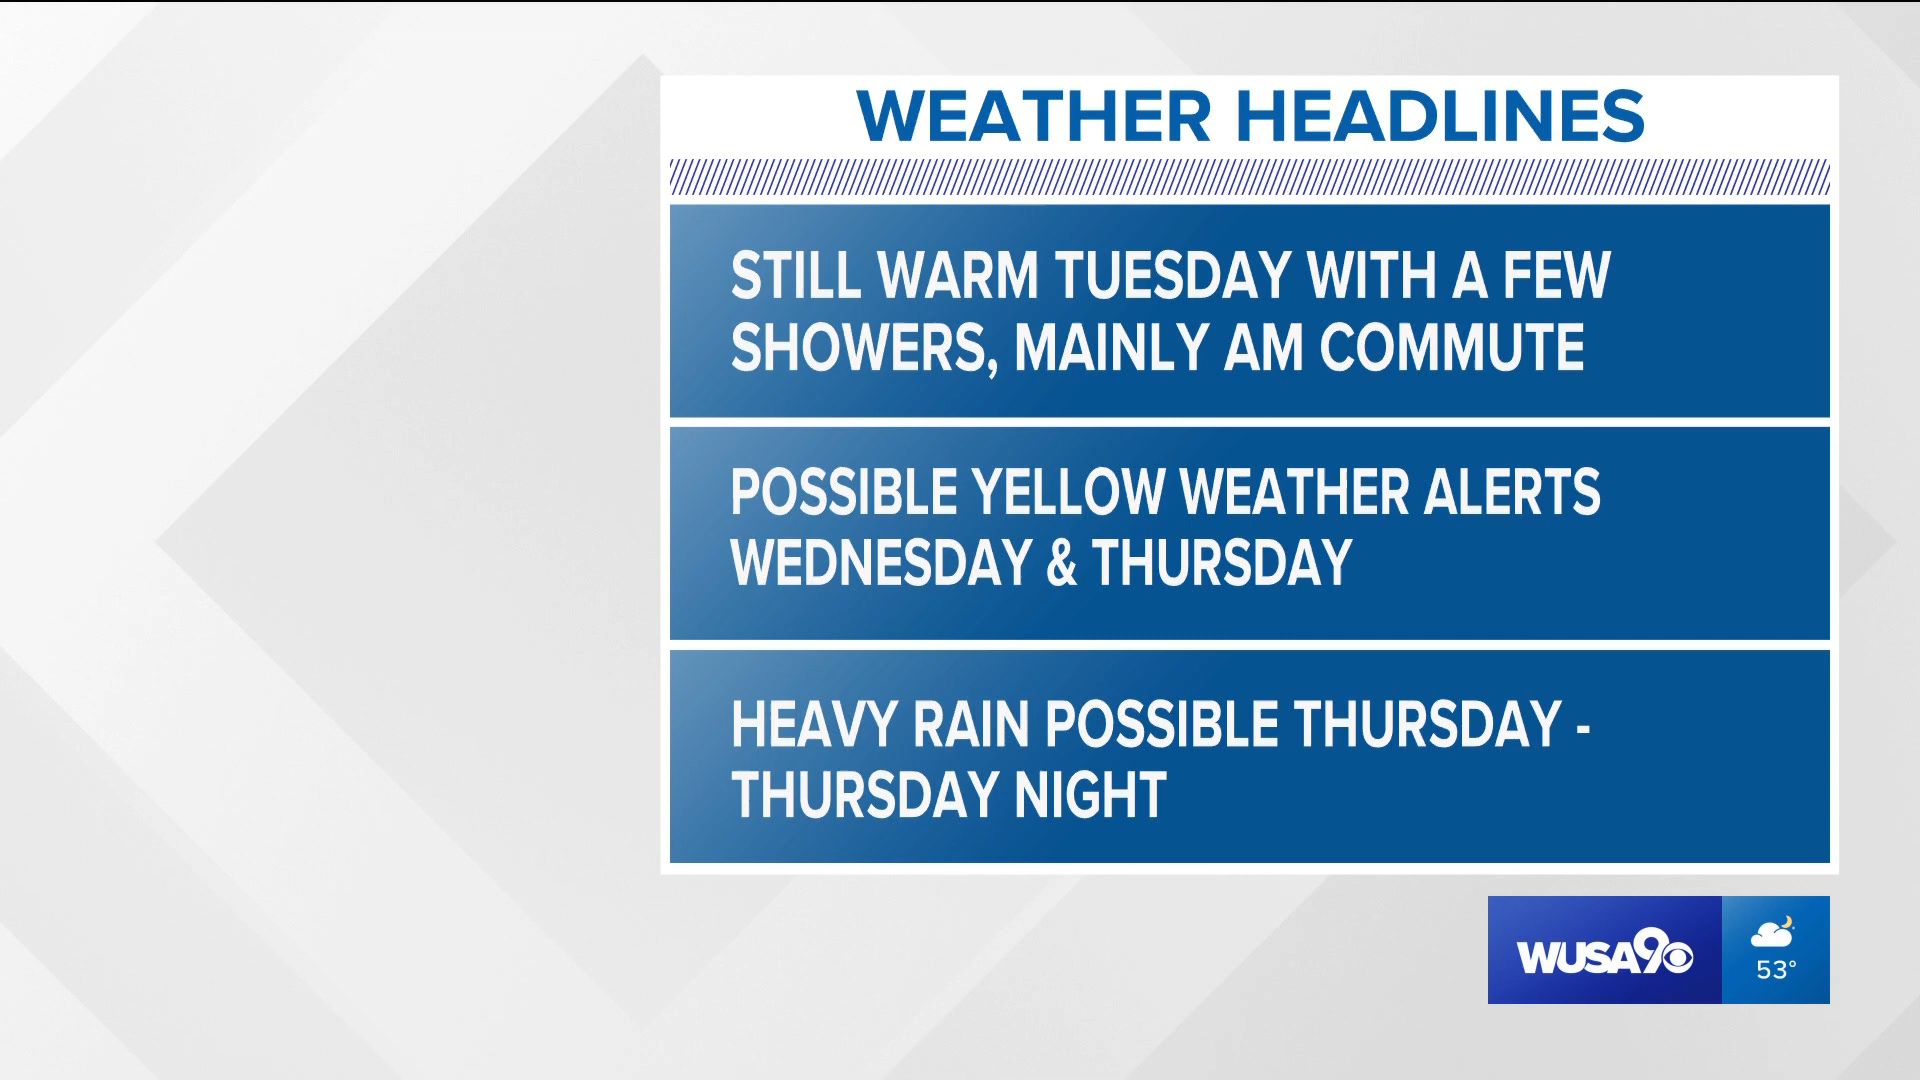 WEATHER HEADLINES
STILL WARM TUESDAY WITH A FEW
SHOWERS, MAINLY AM COMMUTE
POSSIBLE YELLOW WEATHER ALERTS
WEDNESDAY & THURSDAY
HEAVY RAIN POSSIBLE THURSDAY -
THURSDAY NIGHT
WUSA9
53°